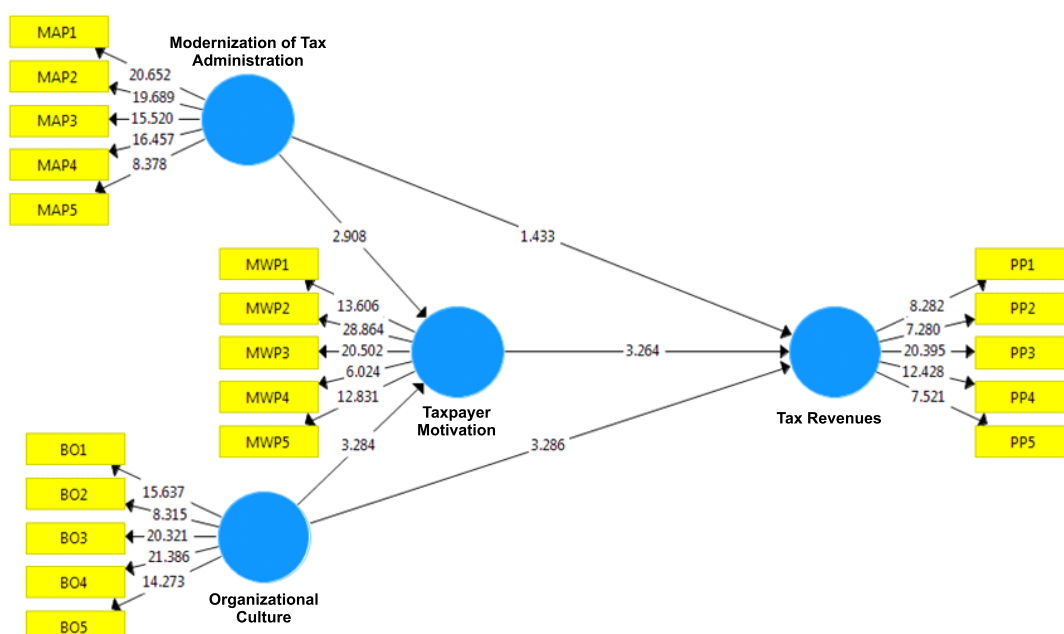 Modernization of Tax
Administration
MAP1
MAP2
MAP3
MAP4
MAP5
20.652
19.689
15.520
16.457
8.378
2.908
1.433
MWP1
MWP2
MWP3
MWP4
MWP5
13.606
28.864
20.502
6.024
12.831
Taxpayer
Motivation
3.264
3.284
3.286
PP1
PP2
PP3
PP4
PP5
8.282
7.280
20.395
12.428
7.521
Tax Revenues
BO1
BO2
BO3
BO4
BO5
15.637
8.315
20.321
21.386
14.273
Organizational
Culture